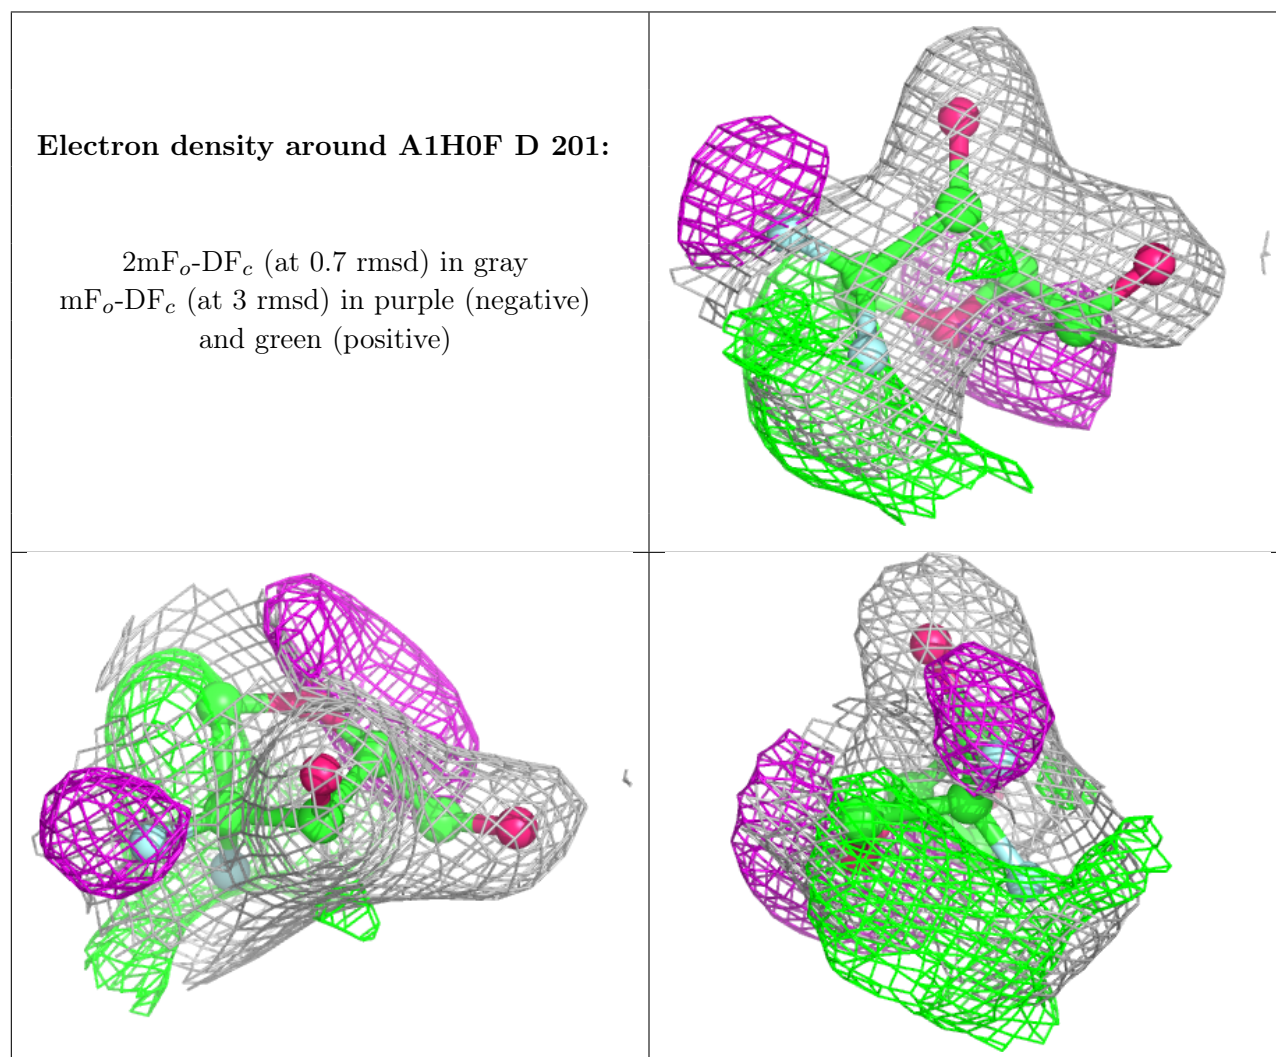 Electron density around A1H0F D 201:
2mFo-DFc (at 0.7 rmsd) in gray
mFo-DFc (at 3 rmsd) in purple (negative)
and green (positive)